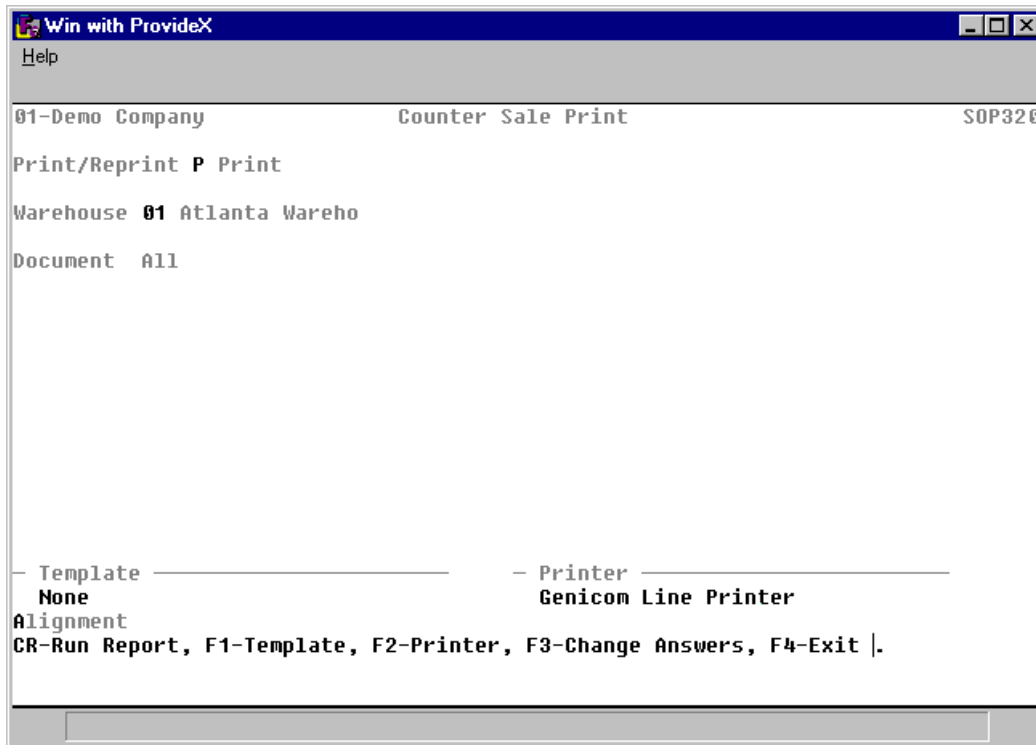 Win with ProvideX
Help
01-Demo Company Counter Sale Print SOP320
Print/Reprint P Print
Warehouse 01 Atlanta Wareho
Document All
Template Printer
None Genicom Line Printer
Alignment
CR-Run Report, F1-Template, F2-Printer, F3-Change Answers, F4-Exit .